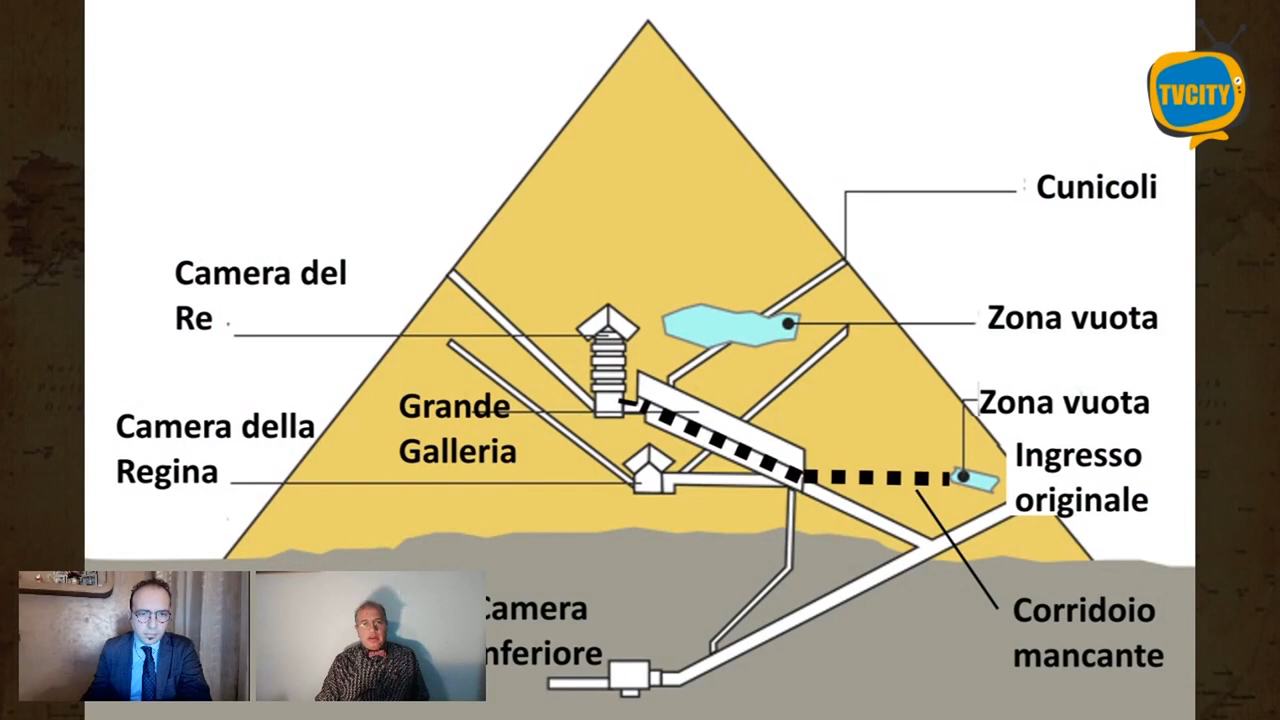 TVCITY
Cunicoli
Camera del
Re
Zona vuota
Zona vuota
Grande
Galleria
Camera della
Regina
Ingresso
originale
Camera
nferiore
Corridoio
mancante